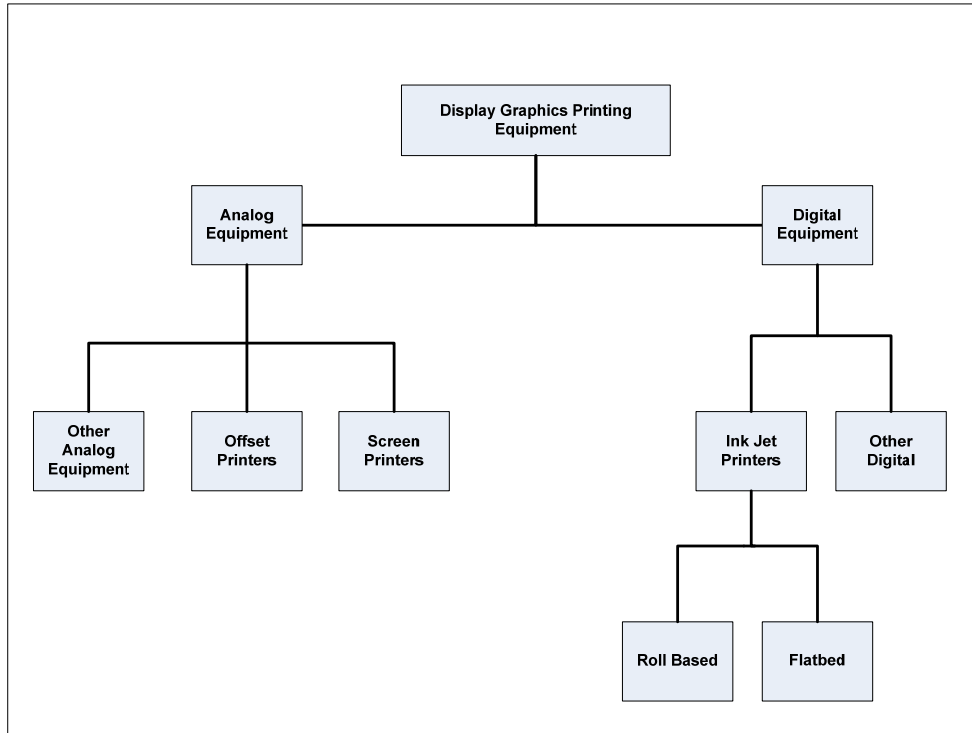 Display Graphics Printing
Equipment
Analog
Equipment
Digital
Equipment
Other
Analog
Equipment
Offset
Printers
Screen
Printers
Ink Jet
Printers
Other
Digital
Roll Based
Flatbed